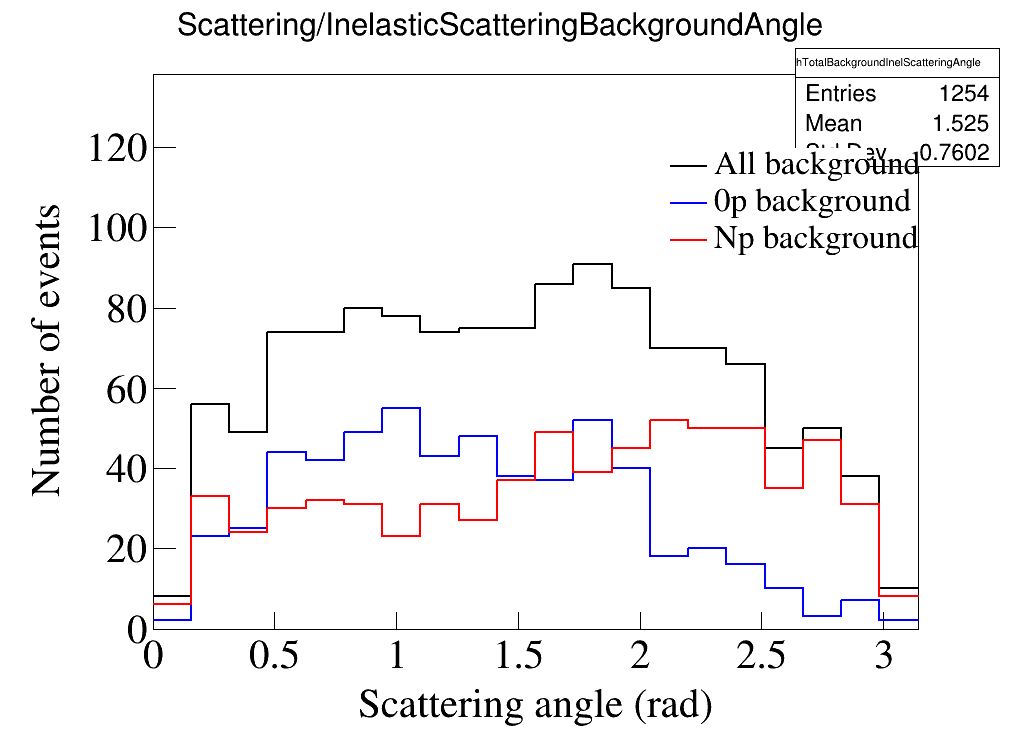 Scattering/InelasticScatteringBackgroundAngle
hTotalBackgroundInelScatteringAngle
Entries 1254
Mean 1.525
0.7602
All background
0p background
Np background
120
100
80
60
40
20
0
Number of events
0 0.5 1 1.5 2 2.5 3
Scattering angle (rad)